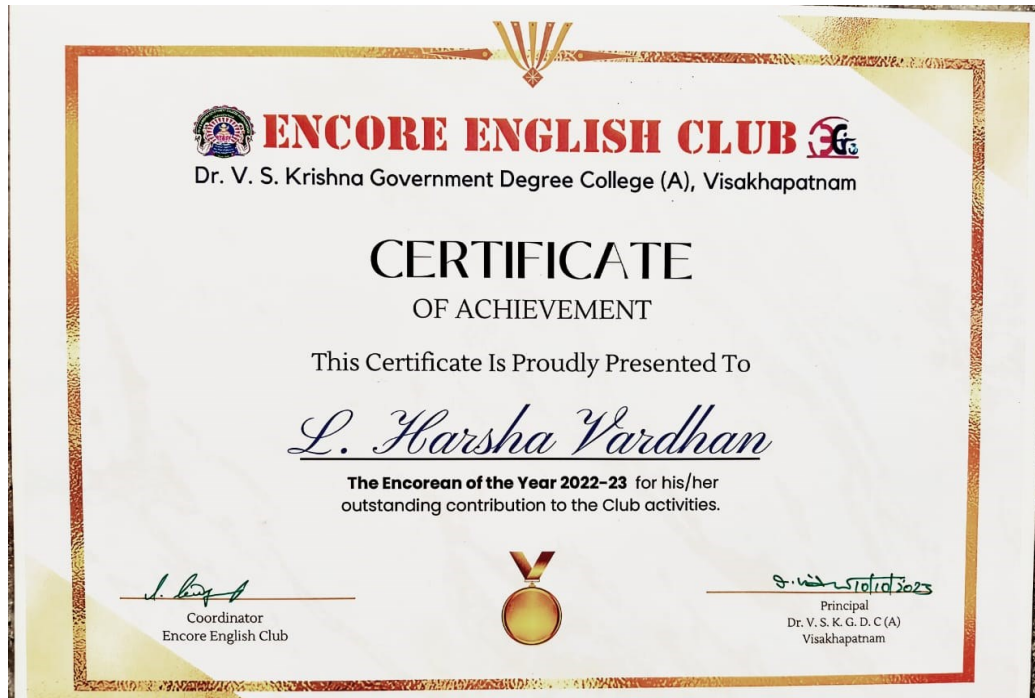 ENCORE ENGLISH CLUB
Dr. V. S. Krishna Government Degree College (A), Visakhapatnam
CERTIFICATE
OF ACHIEVEMENT
This Certificate Is Proudly Presented To
L. Harsha Vardhan
The Encorean of the Year 2022-23 for his/her
outstanding contribution to the Club activities.
10/10/2023
Coordinator
Encore English Club
Principal
Dr. V. S. K. G. D. C (A)
Visakhapatnam